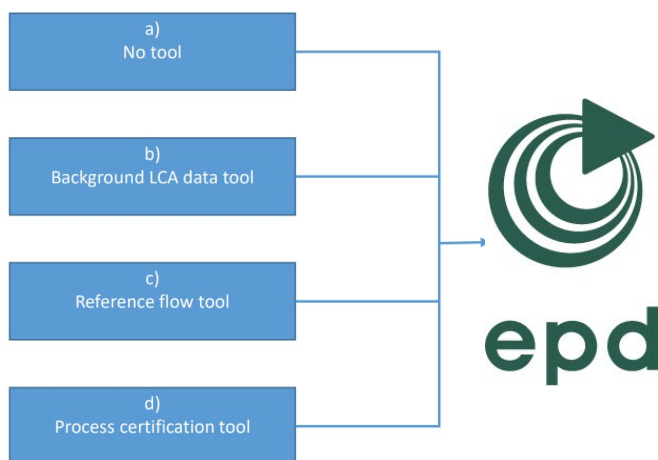 a)
No tool
b)
Background LCA data tool
c)
Reference flow tool
d)
Process certification tool
epd